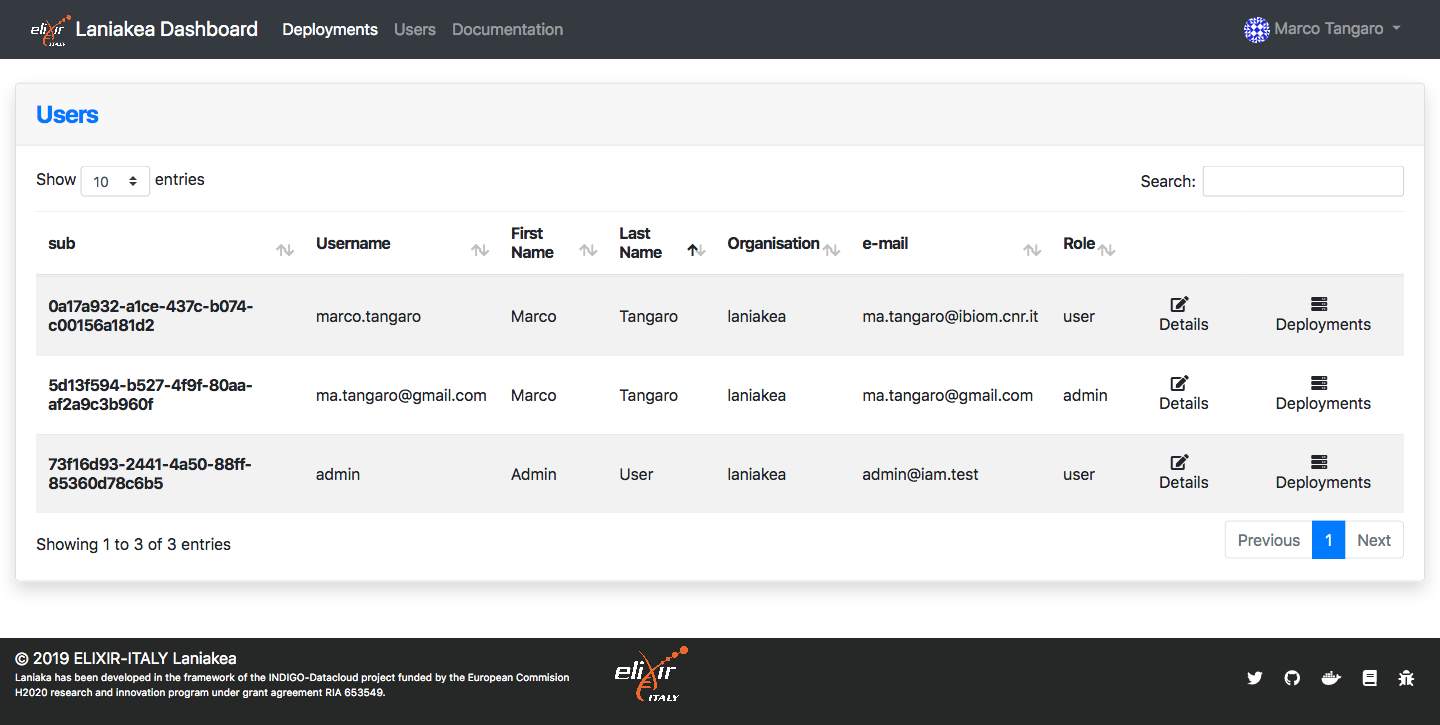 elixir ITALY Laniakea Dashboard Deployments Users Documentation Marco Tangaro
Users
Show 10 entries Search:
sub Username First Name Last Name Organisation e-mail Role
0a17a932-a1ce-437c-b074-c00156a181d2 marco.tangaro Marco Tangaro laniakea ma.tangaro@ibiom.cnr.it user Details Deployments
5d13f594-b527-4f9f-80aa-af2a9c3b960f ma.tangaro@gmail.com Marco Tangaro laniakea ma.tangaro@gmail.com admin Details Deployments
73f16d93-2441-4a50-88ff-85360d78c6b5 admin Admin User laniakea admin@iam.test user Details Deployments
Showing 1 to 3 of 3 entries Previous 1 Next
© 2019 ELIXIR-ITALY Laniakea
Laniaka has been developed in the framework of the INDIGO-Datacloud project funded by the European Commision
H2020 research and innovation program under grant agreement RIA 653549.
elixir
ITALY